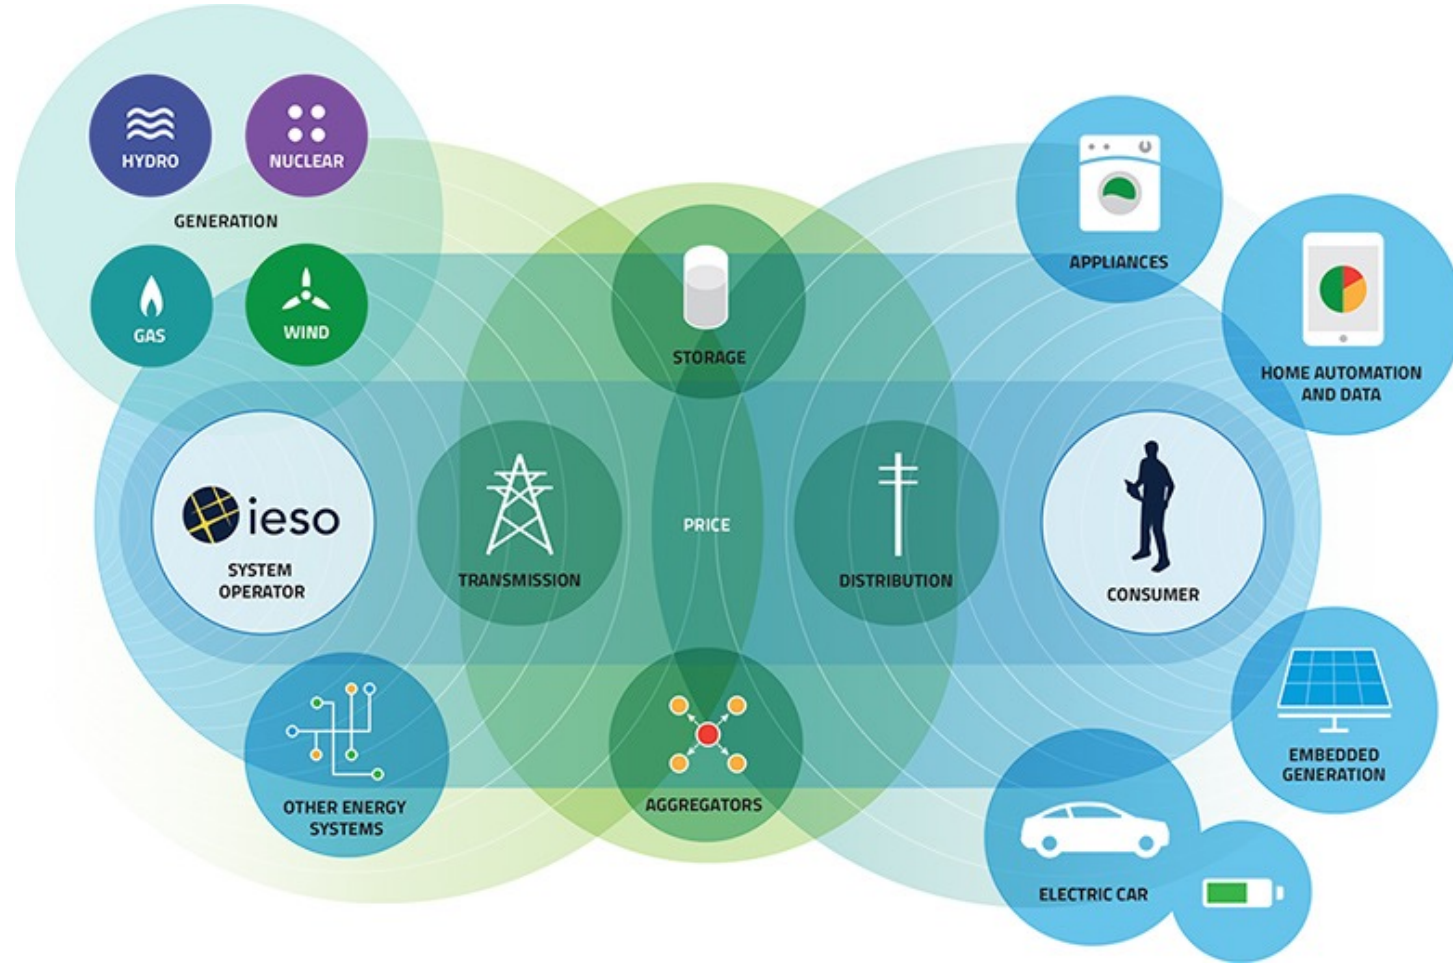 HYDRO
NUCLEAR
GENERATION
GAS
WIND
STORAGE
APPLIANCES
HOME AUTOMATION
AND DATA
ieso
SYSTEM
OPERATOR
TRANSMISSION
PRICE
DISTRIBUTION
CONSUMER
OTHER ENERGY
SYSTEMS
AGGREGATORS
EMBEDDED
GENERATION
ELECTRIC CAR